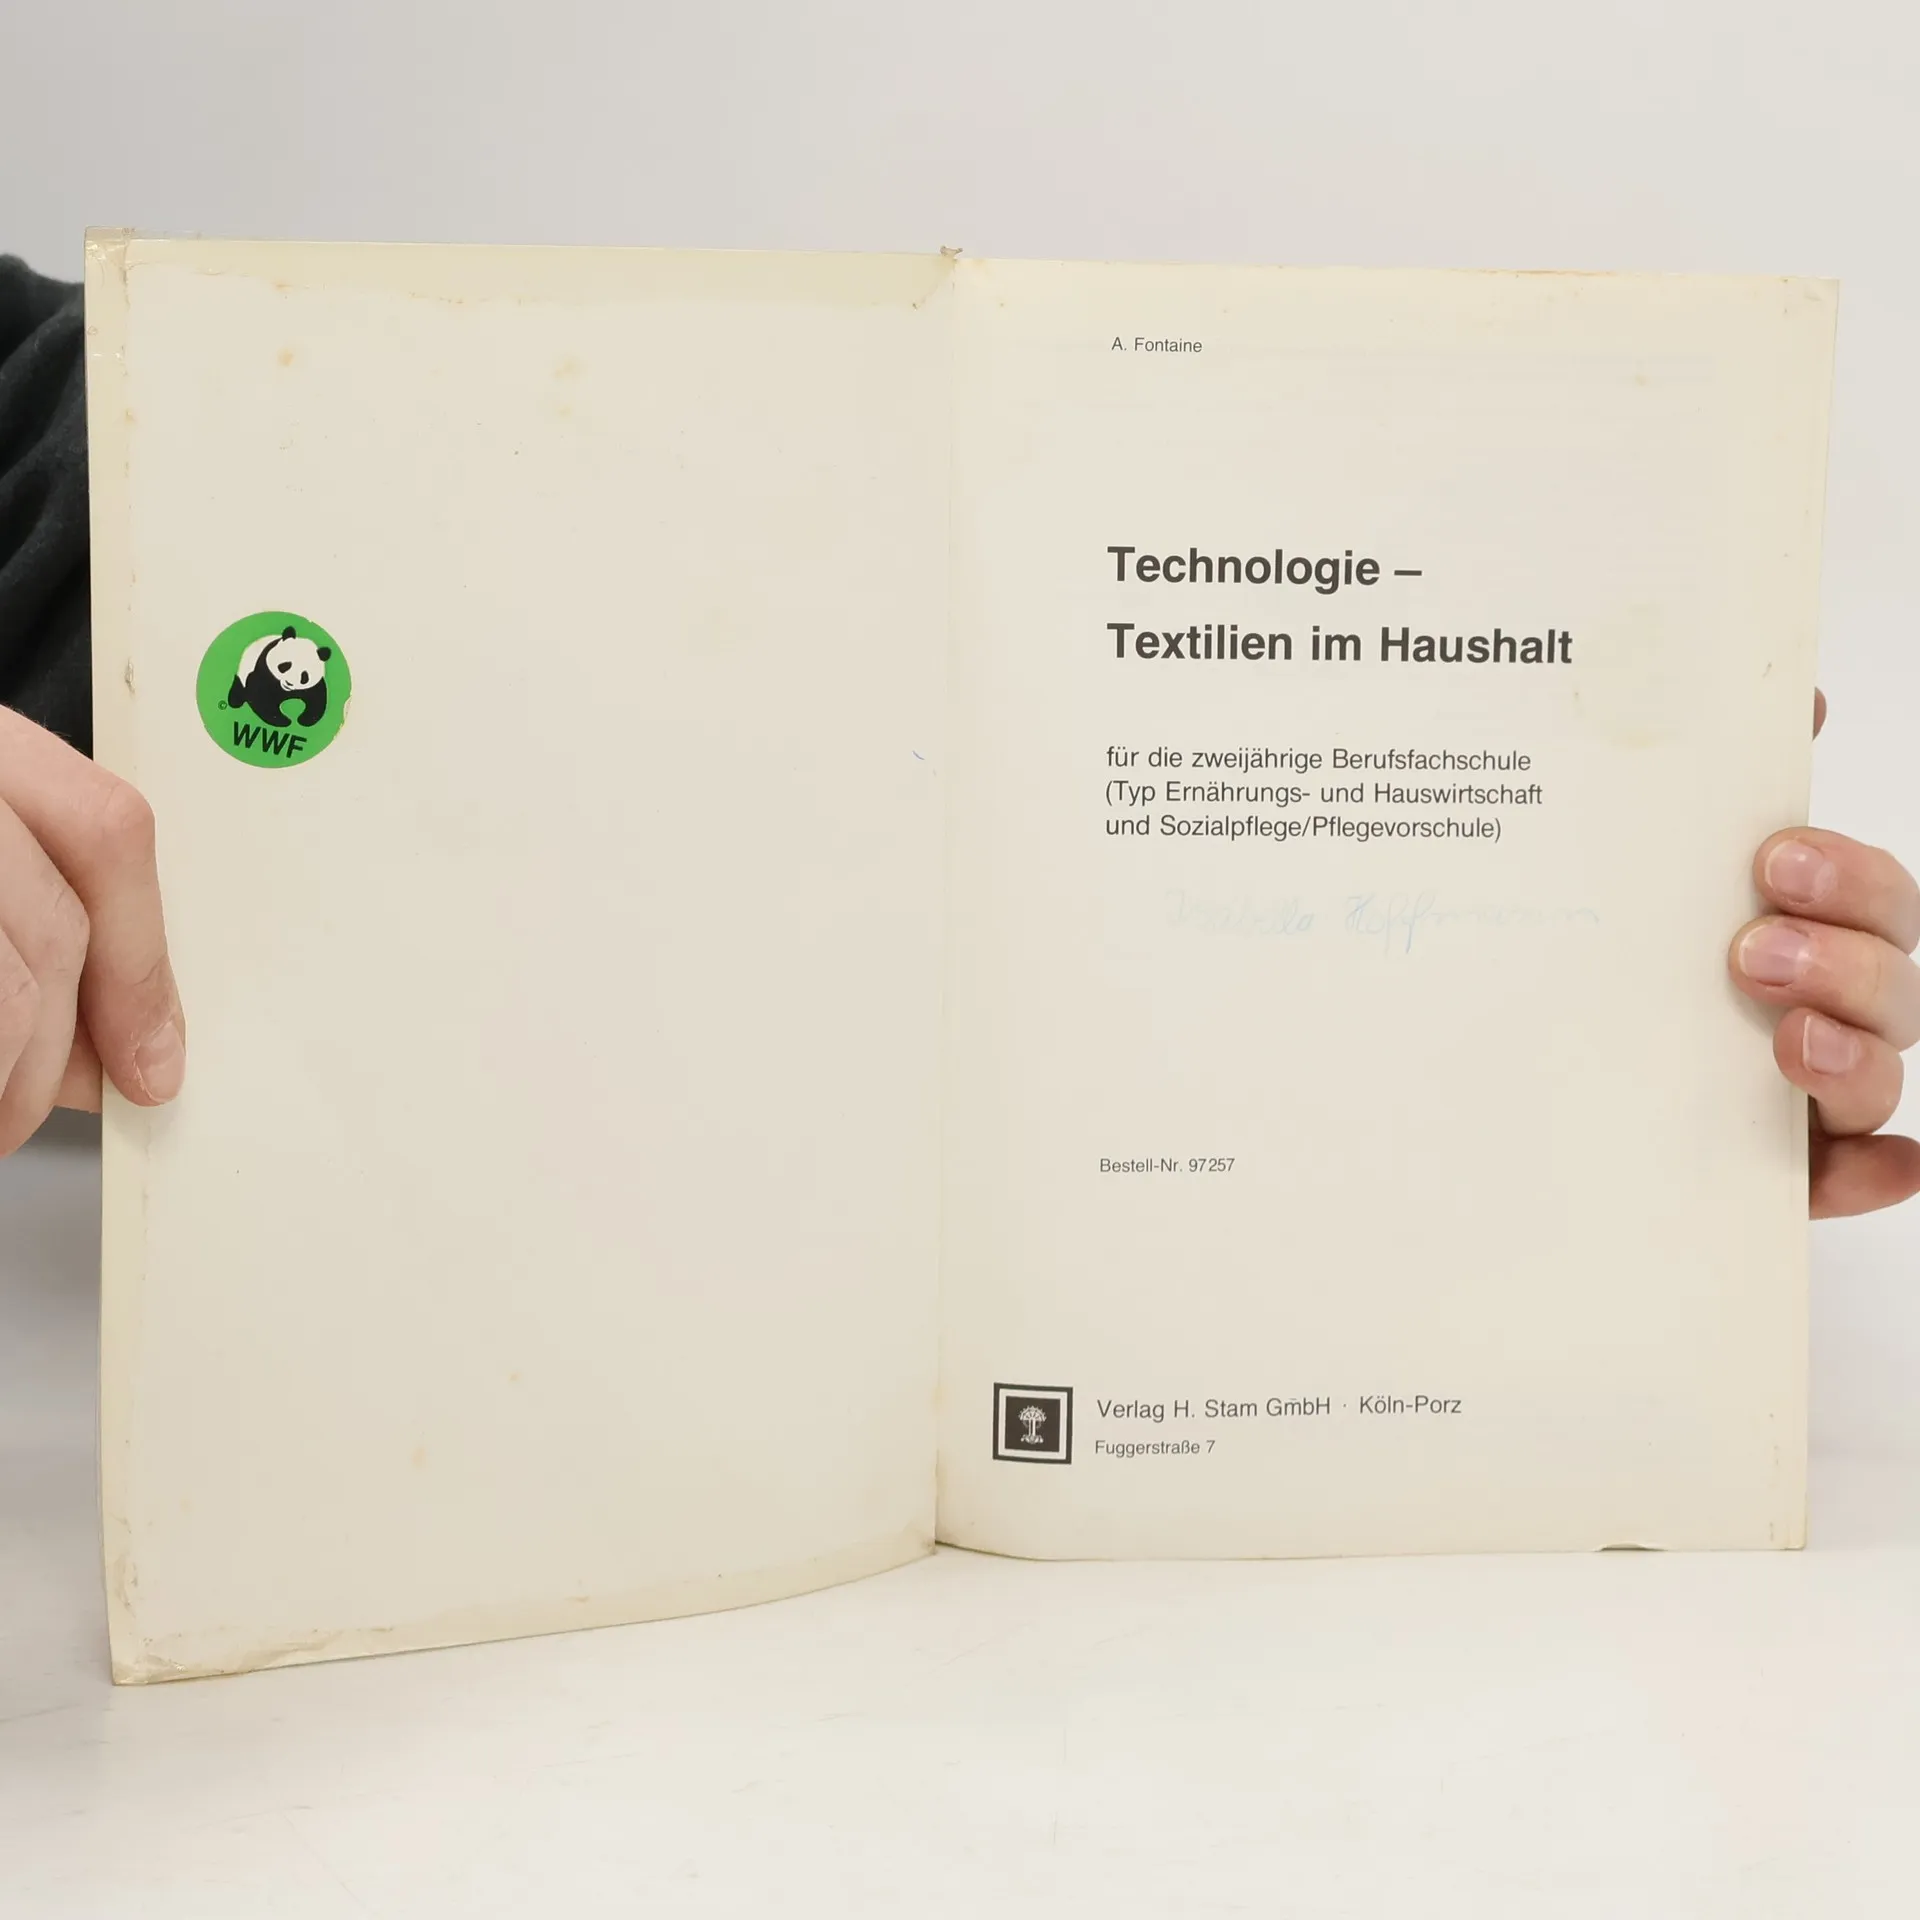 © WWF
A. Fontaine
Technologie –
Textilien im Haushalt
für die zweijährige Berufsfachschule
(Typ Ernährungs- und Hauswirtschaft
und Sozialpflege/Pflegevorschule)
Hoffmann
Bestell-Nr. 97257
Verlag H. Stam GmbH · Köln-Porz
Fuggerstraße 7